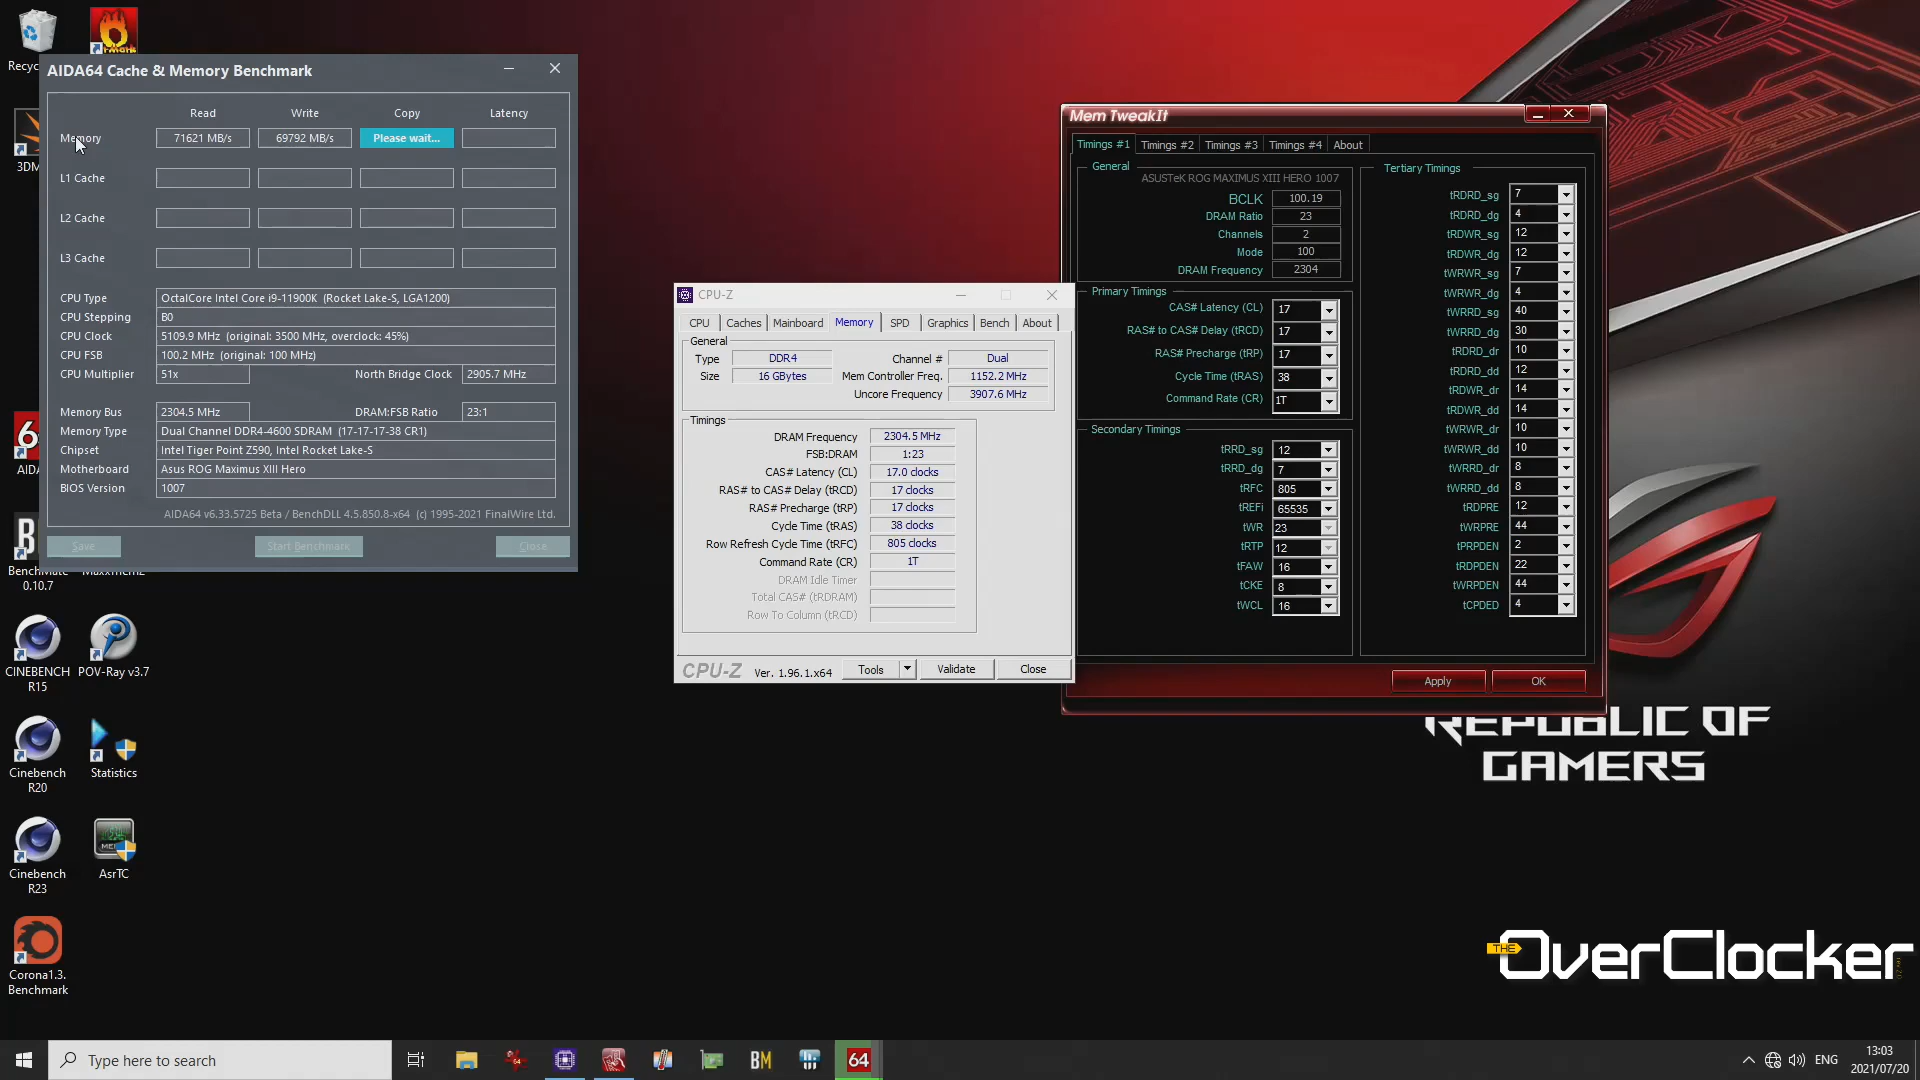 AIDA64 Cache & Memory Benchmark
Read Write Copy Latency
Memory 71621 MB/s 69792 MB/s Please wait...
L1 Cache
L2 Cache
L3 Cache
CPU Type OctalCore Intel Core i9-11900K (Rocket Lake-S, LGA1200)
CPU Stepping B0
CPU Clock 5109.9 MHz (original: 3500 MHz, overclock: 45%)
CPU FSB 100.2 MHz (original: 100 MHz)
CPU Multiplier 51x North Bridge Clock 2905.7 MHz
Memory Bus 2304.5 MHz DRAM:FSB Ratio 23:1
Memory Type Dual Channel DDR4-4600 SDRAM (17-17-17-38 CR1)
Chipset Intel Tiger Point Z590, Intel Rocket Lake-S
Motherboard Asus ROG Maximus XIII Hero
BIOS Version 1007
AIDA64 v6.33.5725 Beta / BenchDLL 4.5.850.8-x64 (c) 1995-2021 FinalWire Ltd.
Save Start Benchmark Close
CPU-Z
CPU Caches Mainboard Memory SPD Graphics Bench About
General
Type DDR4 Channel # Dual
Size 16 GBytes Mem Controller Freq. 1152.2 MHz
Uncore Frequency 3907.6 MHz
Timings
DRAM Frequency 2304.5 MHz
FSB:DRAM 1:23
CAS# Latency (CL) 17.0 clocks
RAS# to CAS# Delay (tRCD) 17 clocks
RAS# Precharge (tRP) 17 clocks
Cycle Time (tRAS) 38 clocks
Row Refresh Cycle Time (tRFC) 805 clocks
Command Rate (CR) 1T
DRAM Idle Timer
Total CAS# (tRDRAM)
Row To Column (tRCD)
CPU-Z Ver. 1.96.1.x64 Tools Validate Close
Mem TweakIt
Timings #1 Timings #2 Timings #3 Timings #4 About
General
ASUSTeK ROG MAXIMUS XIII HERO 1007
BCLK 100.19
DRAM Ratio 23
Channels 2
Mode 100
DRAM Frequency 2304
Primary Timings
CAS# Latency (CL) 17
RAS# to CAS# Delay (tRCD) 17
RAS# Precharge (tRP) 17
Cycle Time (tRAS) 38
Command Rate (CR) 1T
Secondary Timings
tRRD_sg 12
tRRD_dg 7
tRFC 805
tREFi 65535
tWR 23
tRTP 12
tFAW 16
tCKE 8
tWCL 16
Tertiary Timings
tRDRD_sg 7
tRDRD_dg 4
tRDWR_sg 12
tRDWR_dg 12
tWRWR_sg 7
tWRWR_dg 4
tWRRD_sg 40
tWRRD_dg 30
tRDRD_dr 10
tRDRD_dd 12
tRDWR_dr 14
tRDWR_dd 14
tWRWR_dr 10
tWRWR_dd 10
tWRRD_dr 8
tWRRD_dd 8
tRDPRE 12
tWRPRE 44
tPRPDEN 2
tRDPDEN 22
tWRPDEN 44
tCPDED 4
Apply OK
REPUBLIC OF
GAMERS
THE OverClocker
Recyc
3DM
AIDA
BenchMate
0.10.7
CINEBENCH
R15
POV-Ray v3.7
Cinebench
R20
Statistics
Cinebench
R23
AsrTC
Corona1.3.
Benchmark
Type here to search
BM
64
ENG
13:03
2021/07/20